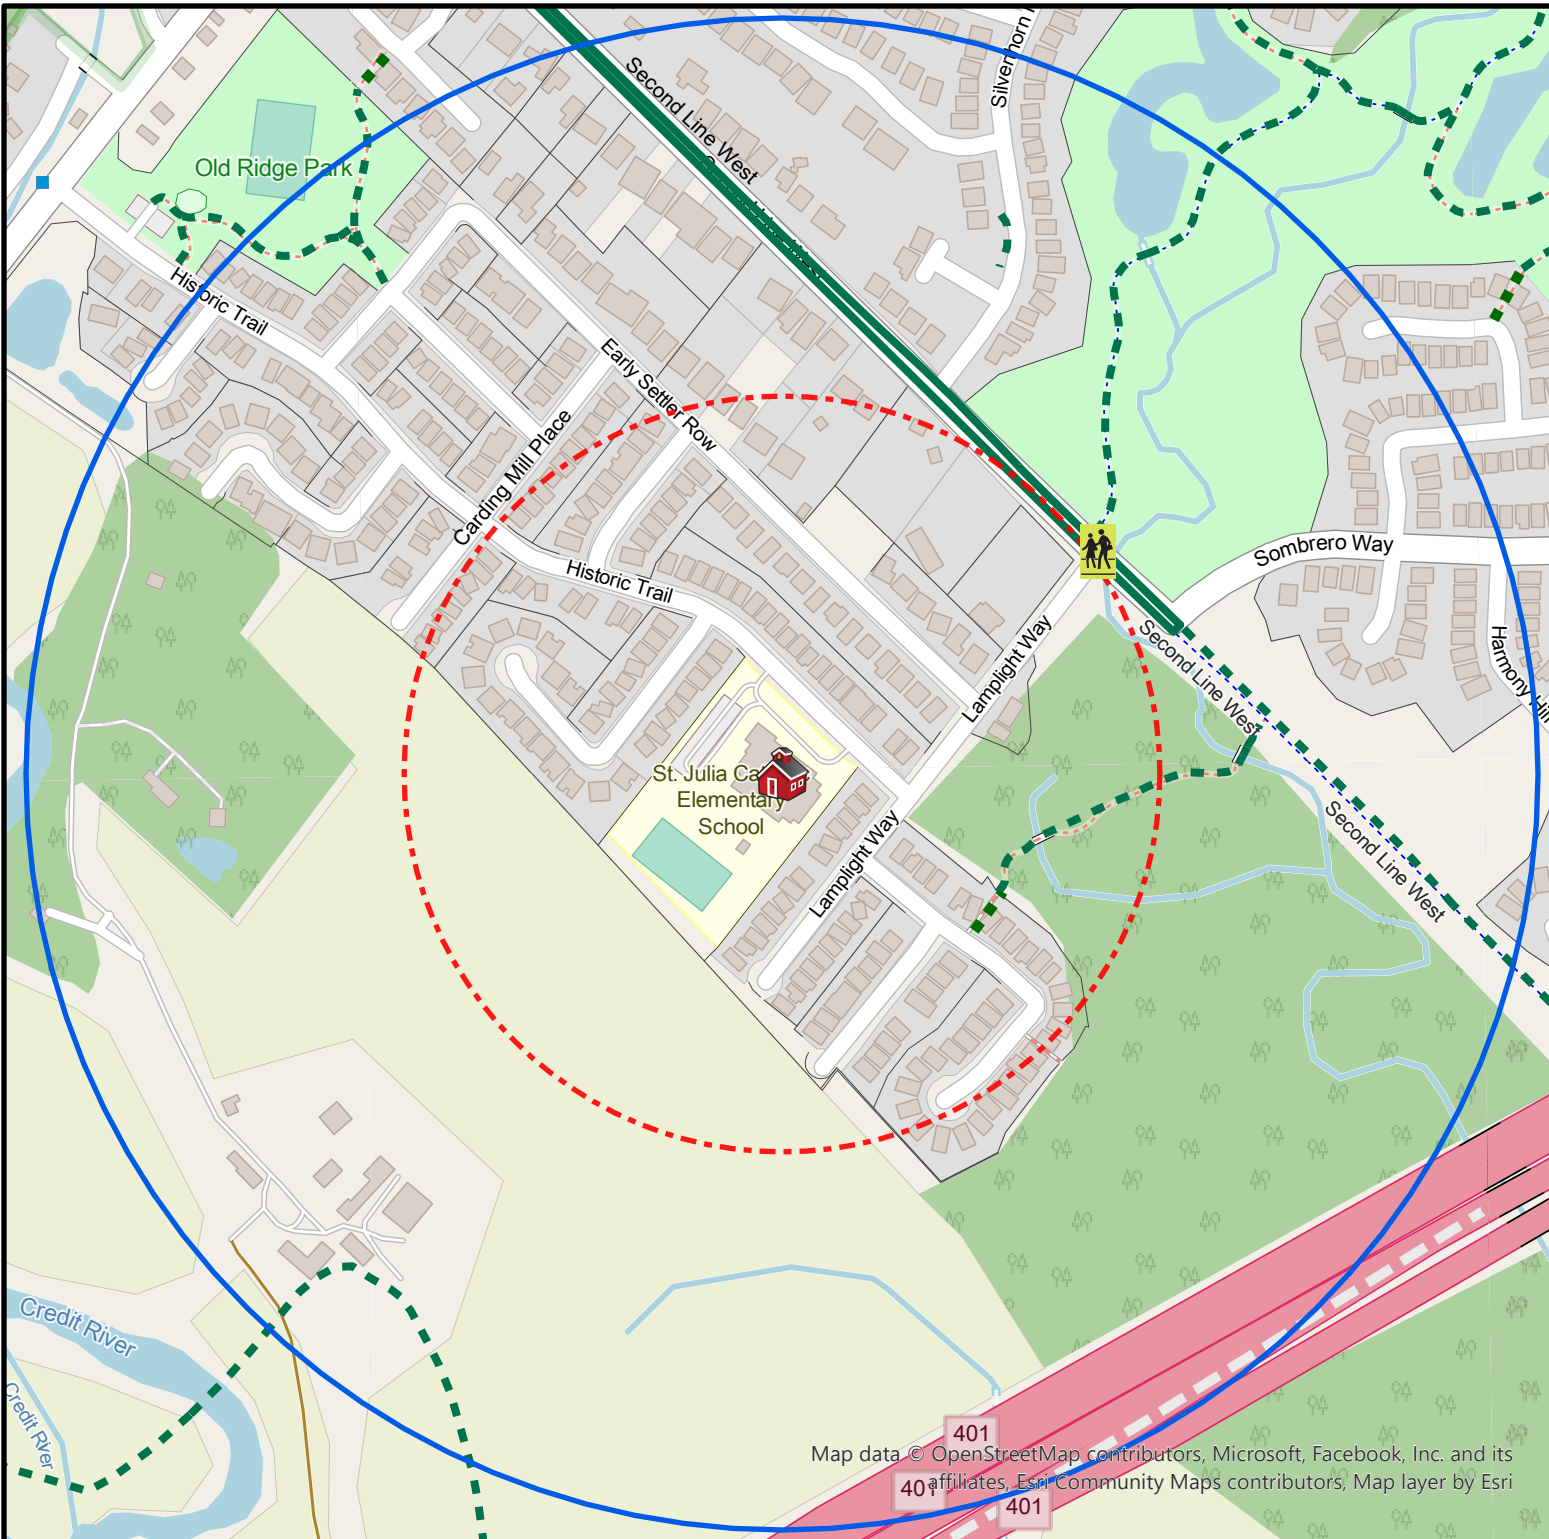 Second Line West
Silverhorn
Old Ridge Park
Historic Trail
Early Settler Row
Carding Mill Place
Historic Trail
Sombrero Way
Lamplight Way
Second Line West
Harmony Hill
St. Julia
Elementary
School
Lamplight Way
Second Line West
Credit River
Credit River
401
401
401
Map data © OpenStreetMap contributors, Microsoft, Facebook, Inc. and its
affiliates, Esri Community Maps contributors, Map layer by Esri